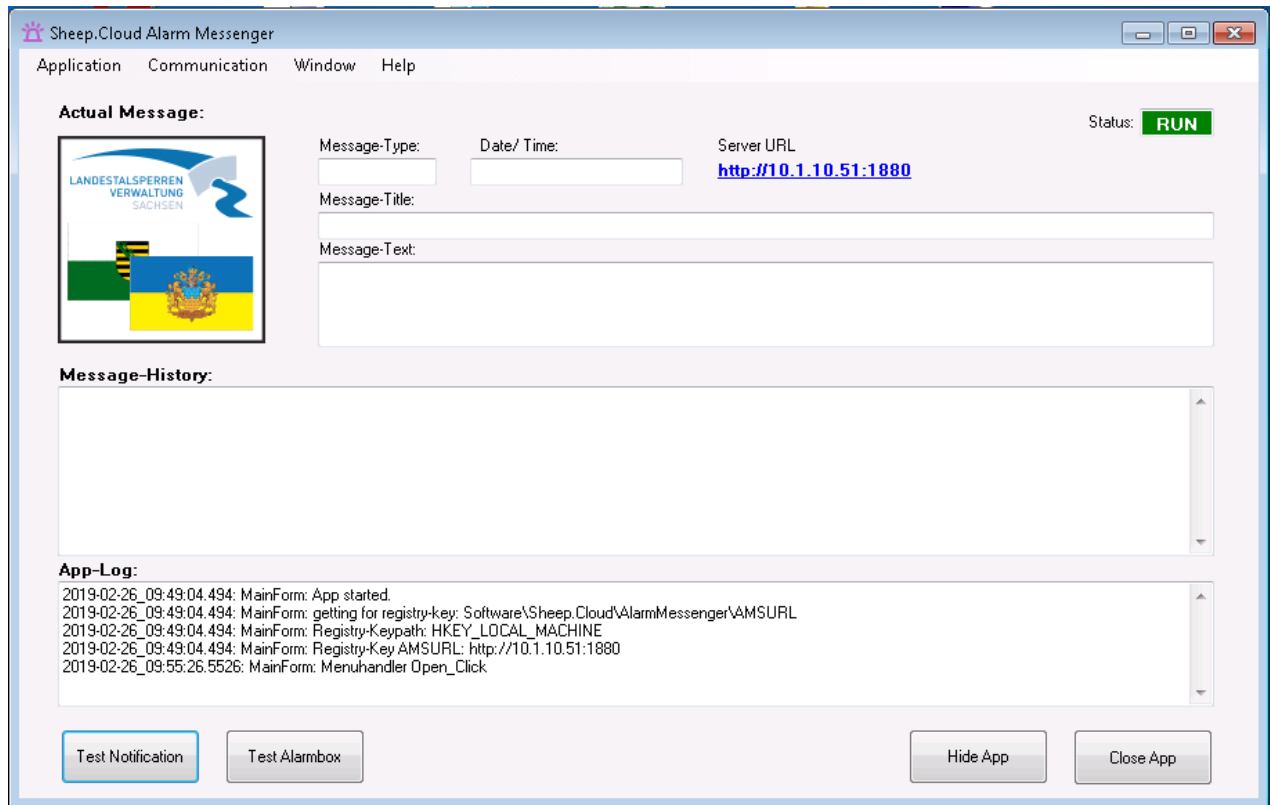 Sheep.Cloud Alarm Messenger
Application Communication Window Help
Actual Message:
Status: RUN
LANDESTALSPERREN
VERWALTUNG
SACHSEN
Message-Type: Date/ Time: Server URL
http://10.1.10.51:1880
Message-Title:
Message-Text:
Message-History:
App-Log:
2019-02-26_09:49:04.494: MainForm: App started.
2019-02-26_09:49:04.494: MainForm: getting for registry-key: Software\Sheep.Cloud\AlarmMessenger\AMSURL
2019-02-26_09:49:04.494: MainForm: Registry-Keypath: HKEY_LOCAL_MACHINE
2019-02-26_09:49:04.494: MainForm: Registry-Key AMSURL: http://10.1.10.51:1880
2019-02-26_09:55:26.5526: MainForm: Menuhandler Open_Click
Test Notification Test Alarmbox Hide App Close App